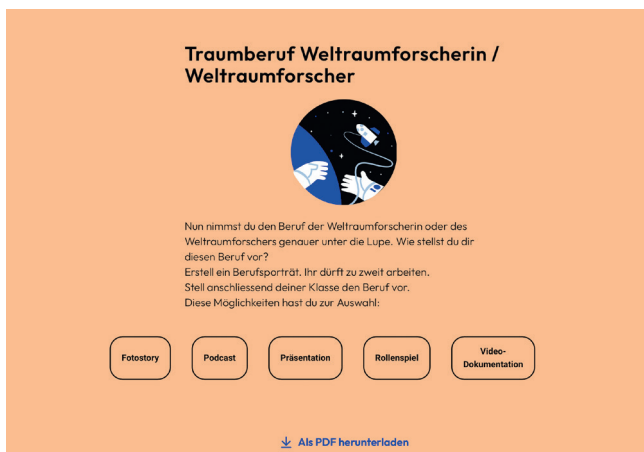 Traumberuf Weltraumforscherin /
Weltraumforscher
Nun nimmst du den Beruf der Weltraumforscherin oder des
Weltraumforschers genauer unter die Lupe. Wie stellst du dir
diesen Beruf vor?
Erstell ein Berufsporträt. Ihr dürft zu zweit arbeiten.
Stell anschliessend deiner Klasse den Beruf vor.
Diese Möglichkeiten hast du zur Auswahl:
Fotostory
Podcast
Präsentation
Rollenspiel
Video-
Dokumentation
Als PDF herunterladen